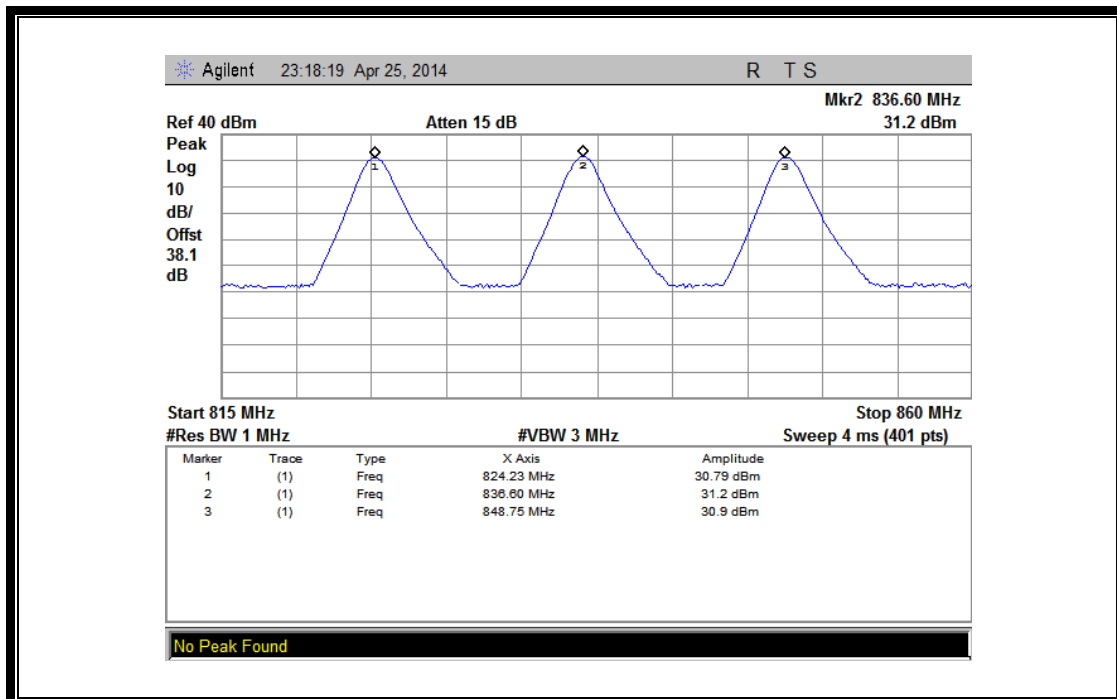 Agilent 23:18:19 Apr 25, 2014 R T S
Mkr2 836.60 MHz
Ref 40 dBm Atten 15 dB 31.2 dBm
Peak
Log
10
dB/
Offst
38.1
dB
1 2 3
Start 815 MHz Stop 860 MHz
#Res BW 1 MHz #VBW 3 MHz Sweep 4 ms (401 pts)
Marker Trace Type X Axis Amplitude
1 (1) Freq 824.23 MHz 30.79 dBm
2 (1) Freq 836.60 MHz 31.2 dBm
3 (1) Freq 848.75 MHz 30.9 dBm
No Peak Found